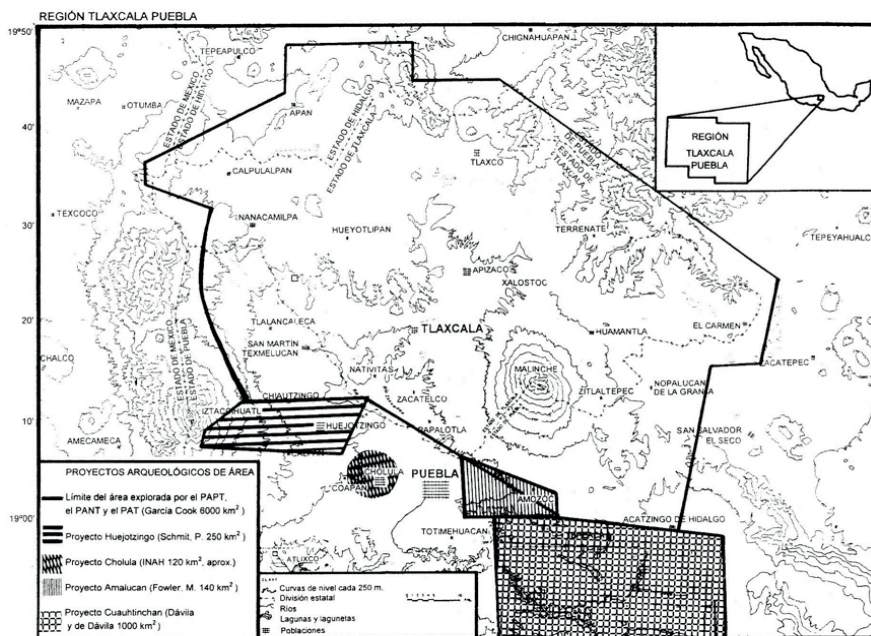 REGIÓN TLAXCALA PUEBLA
19°50'
40'
30'
20'
10'
19°00'
TEPEAPULCO
CHIGNAHUAPAN
MAZAPA
OTUMBA
ESTADO DE MEXICO
ESTADO DE HIDALGO
APAN
ESTADO DE HIDALGO
ESTADO DE TLAXCALA
TLAXCO
ESTADO DE TLAXCALA
CALPULALPAN
TEXCOCO
NANACAMILPA
HUEYOTLIPAN
TERRENATE
TEPEYAHUALCO
APIZACO
XALOSTOC
TLALANCALECA
TLAXCALA
HUAMANTLA
EL CARMEN
SAN MARTIN
TEXMELUCAN
ESTADO DE MEXICO
ESTADO DE PUEBLA
CHALCO
NATIVITAS
MALINCHE
ZACATEPEC
ZACATELCO
ZITLALTEPEC
NOPALUCAN
DE LA GRANJA
CHIAUTZINGO
IZTACCIHUATL
HUEJOTZINGO
PAPALOTLA
SAN SALVADOR
EL SECO
AMECAMECA
CHOLULA
COAPAN
PUEBLA
AMOZOC
TOTIMEHUACAN
ACATZINGO DE HIDALGO
TEPEACA
ATLIXCO
REGIÓN
TLAXCALA
PUEBLA
PROYECTOS ARQUEOLÓGICOS DE ÁREA
Límite del área explorada por el PAPT,
el PANT y el PAT (García Cook 6000 km²)
Proyecto Huejotzingo (Schmit, P. 250 km²)
Proyecto Cholula (INAH 120 km², aprox.)
Proyecto Amalucan (Fowler, M. 140 km²)
Proyecto Cuauhtinchan (Dávila
y de Dávila 1000 km²)
CLAVE
Curvas de nivel cada 250 m.
División estatal
Ríos
Lagunas y lagunetas
Poblaciones